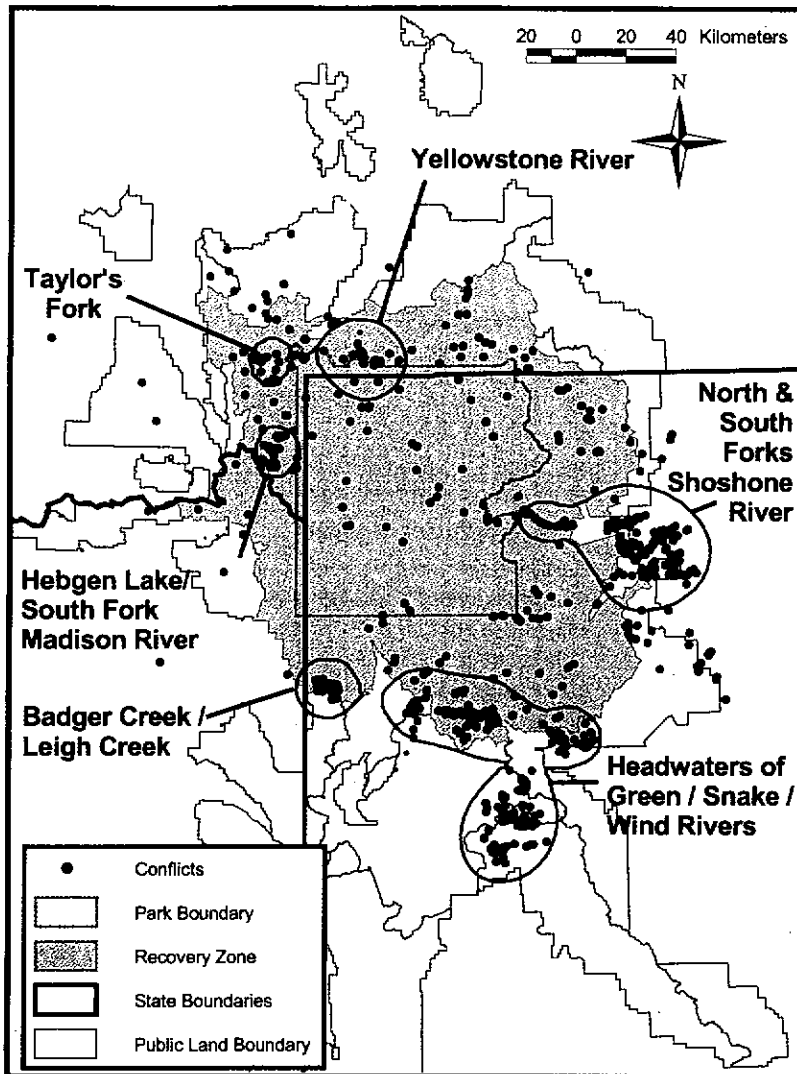 20 0 20 40 Kilometers
N
Yellowstone River
Taylor's
Fork
North &
South
Forks
Shoshone
River
Hebgen Lake/
South Fork
Madison River
Badger Creek /
Leigh Creek
Headwaters of
Green / Snake /
Wind Rivers
Conflicts
Park Boundary
Recovery Zone
State Boundaries
Public Land Boundary